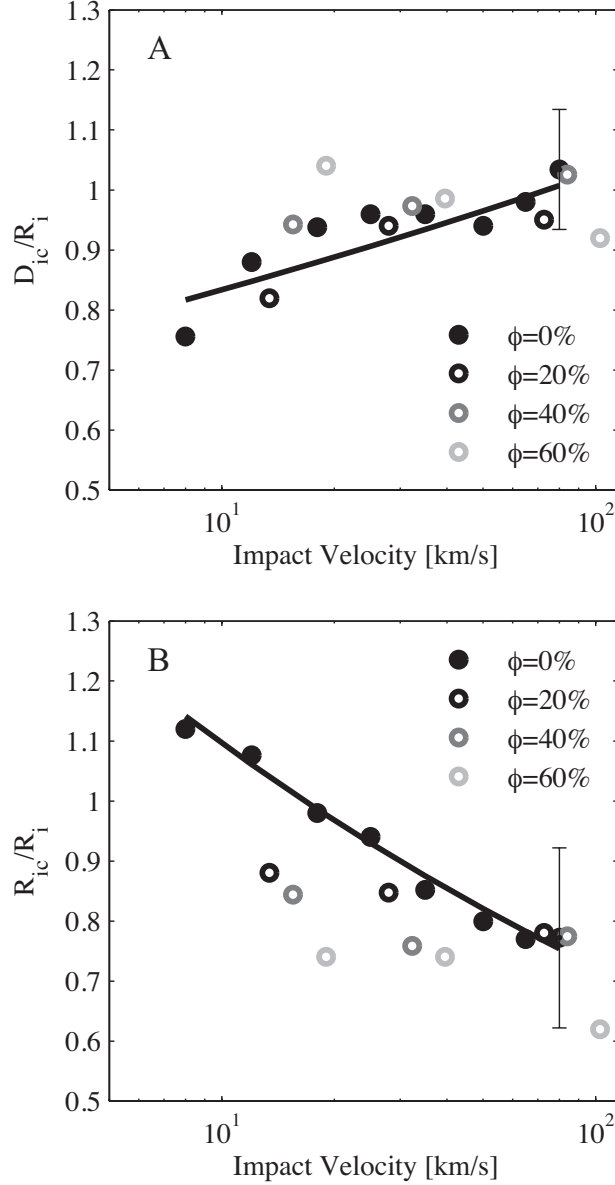 1.3
A
1.2
1.1
1
0.9
0.8
0.7
0.6
0.5
D_ic/R_i
φ=0%
φ=20%
φ=40%
φ=60%
10^1
10^2
Impact Velocity [km/s]
1.3
B
1.2
1.1
1
0.9
0.8
0.7
0.6
0.5
R_ic/R_i
φ=0%
φ=20%
φ=40%
φ=60%
10^1
10^2
Impact Velocity [km/s]